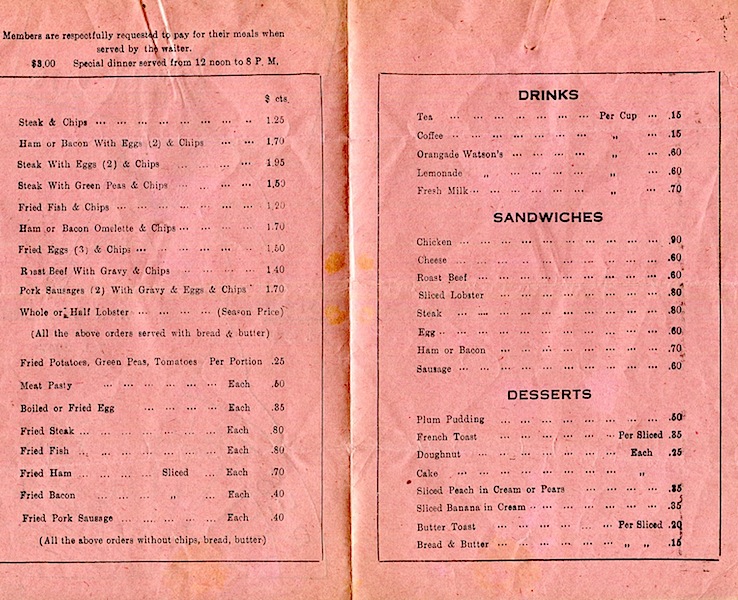 Members are respectfully requested to pay for their meals when
served by the waiter.
$3.00 Special dinner served from 12 noon to 8 P. M.
$ cts.
Steak & Chips ... ... ... ... ... ... .. .. 1.25
Ham or Bacon With Eggs (2) & Chips ... ... 1.70
Steak With Eggs (2) & Chips ... ... ... ... 1.95
Steak With Green Peas & Chips ... ... ... ... 1.50
Fried Fish & Chips ... ... ... ... ... ... 1.20
Ham or Bacon Omelette & Chips ... ... ... ... 1.70
Fried Eggs (3) & Chips ... ... ... ... ... 1.50
Roast Beef With Gravy & Chips ... ... ... ... 1.40
Pork Sausages (2) With Gravy & Eggs & Chips 1.70
Whole or Half Lobster ... ... ... ... (Season Price)
(All the above orders served with bread & butter)
Fried Potatoes, Green Peas, Tomatoes Per Portion .25
Meat Pasty ... ... ... ... ... Each .50
Boiled or Fried Egg ... ... ... ... Each .35
Fried Steak ... ... ... ... ... ... Each .80
Fried Fish ... ... ... ... ... ... Each .80
Fried Ham ... ... ... Sliced ... Each .70
Fried Bacon ... ... ... „ ... Each .40
Fried Pork Sausage ... ... ... ... ... Each .40
(All the above orders without chips, bread, butter)
DRINKS
Tea ... ... ... ... ... ... ... Per Cup ... .15
Coffee ... ... ... ... ... ... ... „ ... .15
Orangade Watson's ... ... ... ... „ ... .60
Lemonade „ ... ... ... ... „ ... .60
Fresh Milk ... ... ... ... ... ... „ ... .70
SANDWICHES
Chicken ... ... ... ... ... ... ... ... ... ... .90
Cheese ... ... ... ... ... ... ... ... ... ... .60
Roast Beef ... ... ... ... ... ... ... ... ... .60
Sliced Lobster ... ... ... ... ... ... ... ... .80
Steak ... ... ... ... ... ... ... ... ... ... .80
Egg ... ... ... ... ... ... ... ... ... ... .60
Ham or Bacon ... ... ... ... ... ... ... ... .70
Sausage ... ... ... ... ... ... ... ... ... ... .60
DESSERTS
Plum Pudding ... ... ... ... ... ... ... ... .50
French Toast ... ... ... ... ... ... Per Sliced .35
Doughnut ... ... ... ... ... ... Each .25
Cake ... ... ... ... ... ... ... „
Sliced Peach in Cream or Pears ... ... ... ... .35
Sliced Banana in Cream ... ... ... ... ... ... .35
Butter Toast ... ... ... ... ... Per Sliced .20
Bread & Butter ... ... ... ... ... „ „ .15